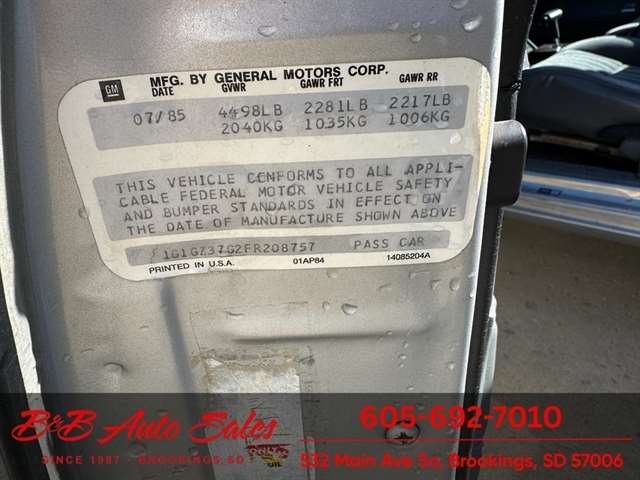 GM
MFG. BY GENERAL MOTORS CORP.
DATE GVWR GAWR FRT GAWR RR
07/85 4498LB 2281LB 2217LB
2040KG 1035KG 1006KG
THIS VEHICLE CONFORMS TO ALL APPLI-
CABLE FEDERAL MOTOR VEHICLE SAFETY
AND BUMPER STANDARDS IN EFFECT ON
THE DATE OF MANUFACTURE SHOWN ABOVE
1G1GZ37G2FR208757 PASS CAR
PRINTED IN U.S.A. 01AP84 14085204A
B&B Auto Sales
SINCE 1987 - BROOKINGS, SD
OIL
605-692-7010
532 Main Ave So, Brookings, SD 57006